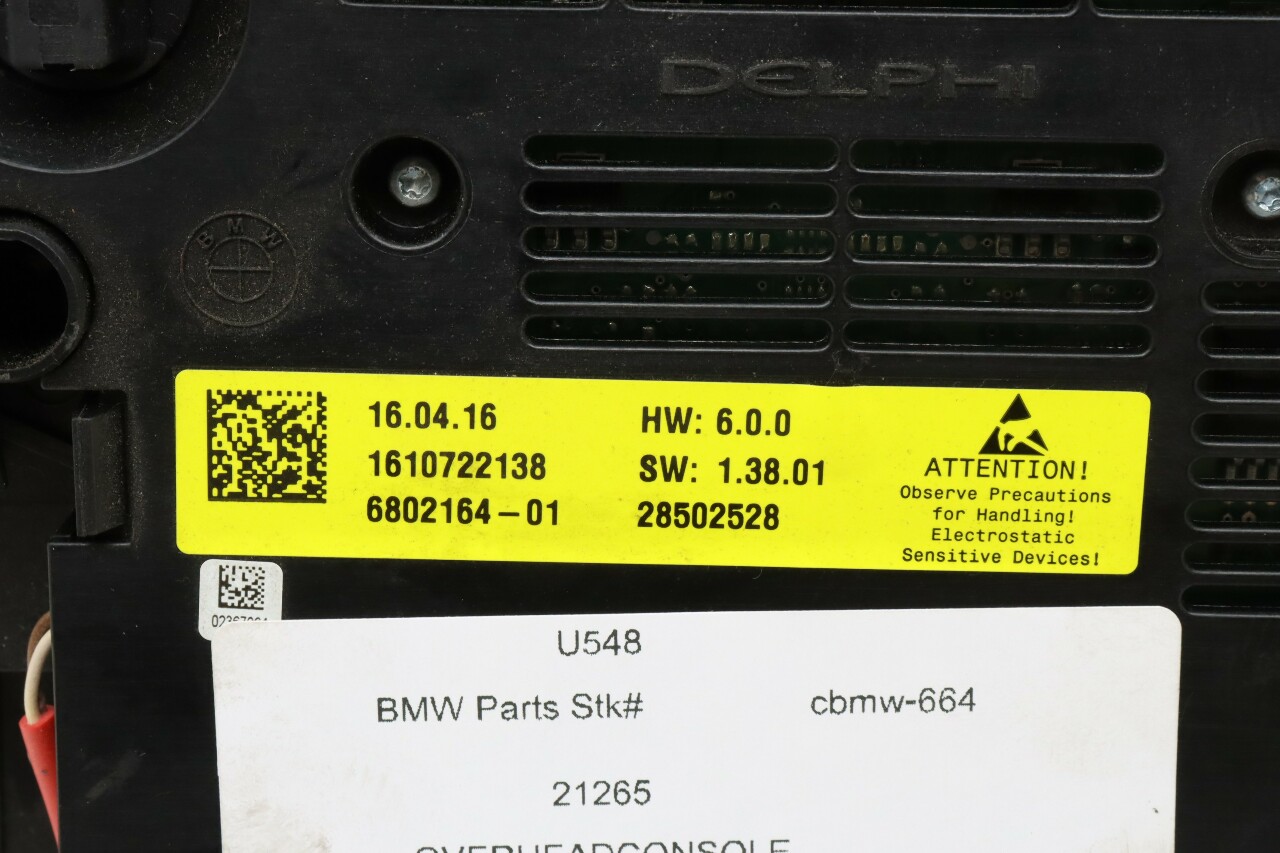 DELPHI
BMW
16.04.16 HW: 6.0.0
1610722138 SW: 1.38.01
6802164-01 28502528
ATTENTION!
Observe Precautions
for Handling!
Electrostatic
Sensitive Devices!
U548
BMW Parts Stk# cbmw-664
21265
OVERHEADCONSOLE